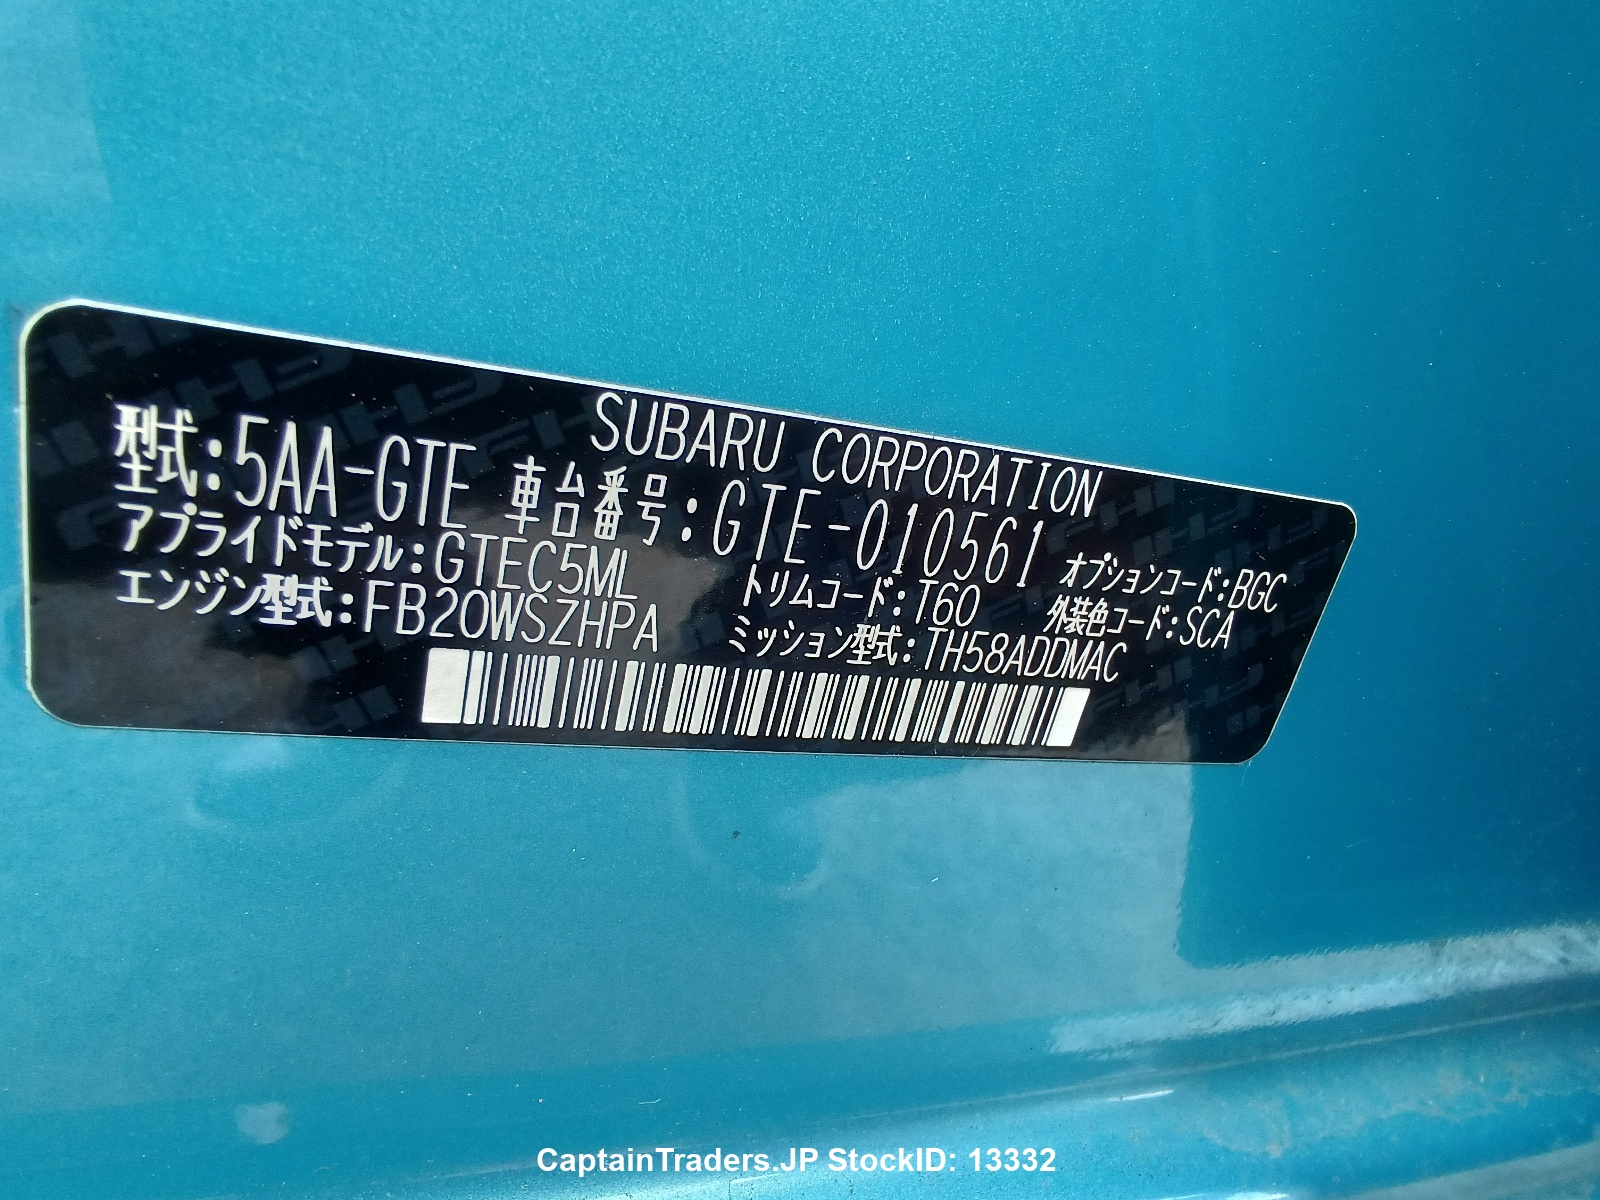 SUBARU CORPORATION
型式:5AA-GTE 車台番号:GTE-010561
アプライドモデル:GTEC5ML トリムコード:T60 オプションコード:BGC
エンジン型式:FB20WSZHPA ミッション型式:TH58ADDMAC 外装色コード:SCA
CaptainTraders.JP StockID: 13332